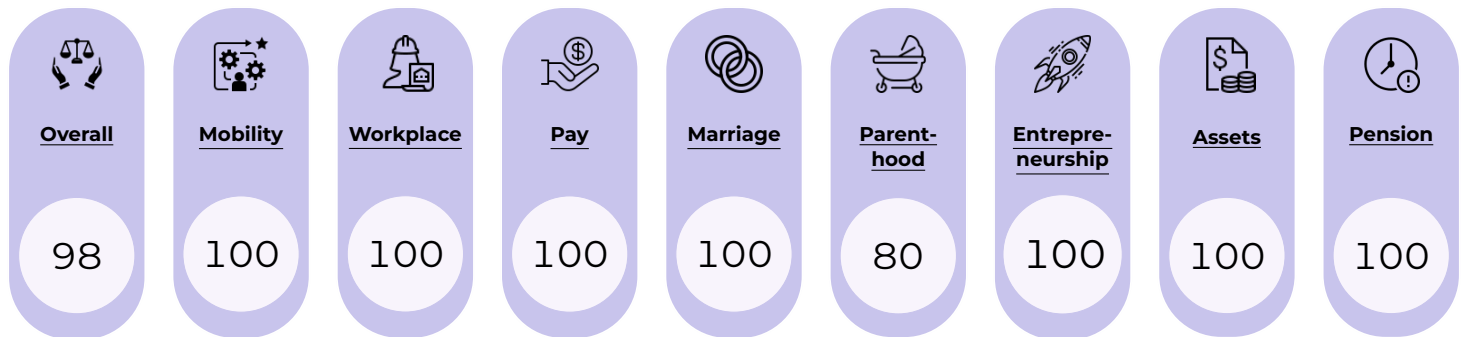 Overall
98
Mobility
100
Workplace
100
Pay
100
Marriage
100
Parent-
hood
80
Entrepre-
neurship
100
$
Assets
100
Pension
100